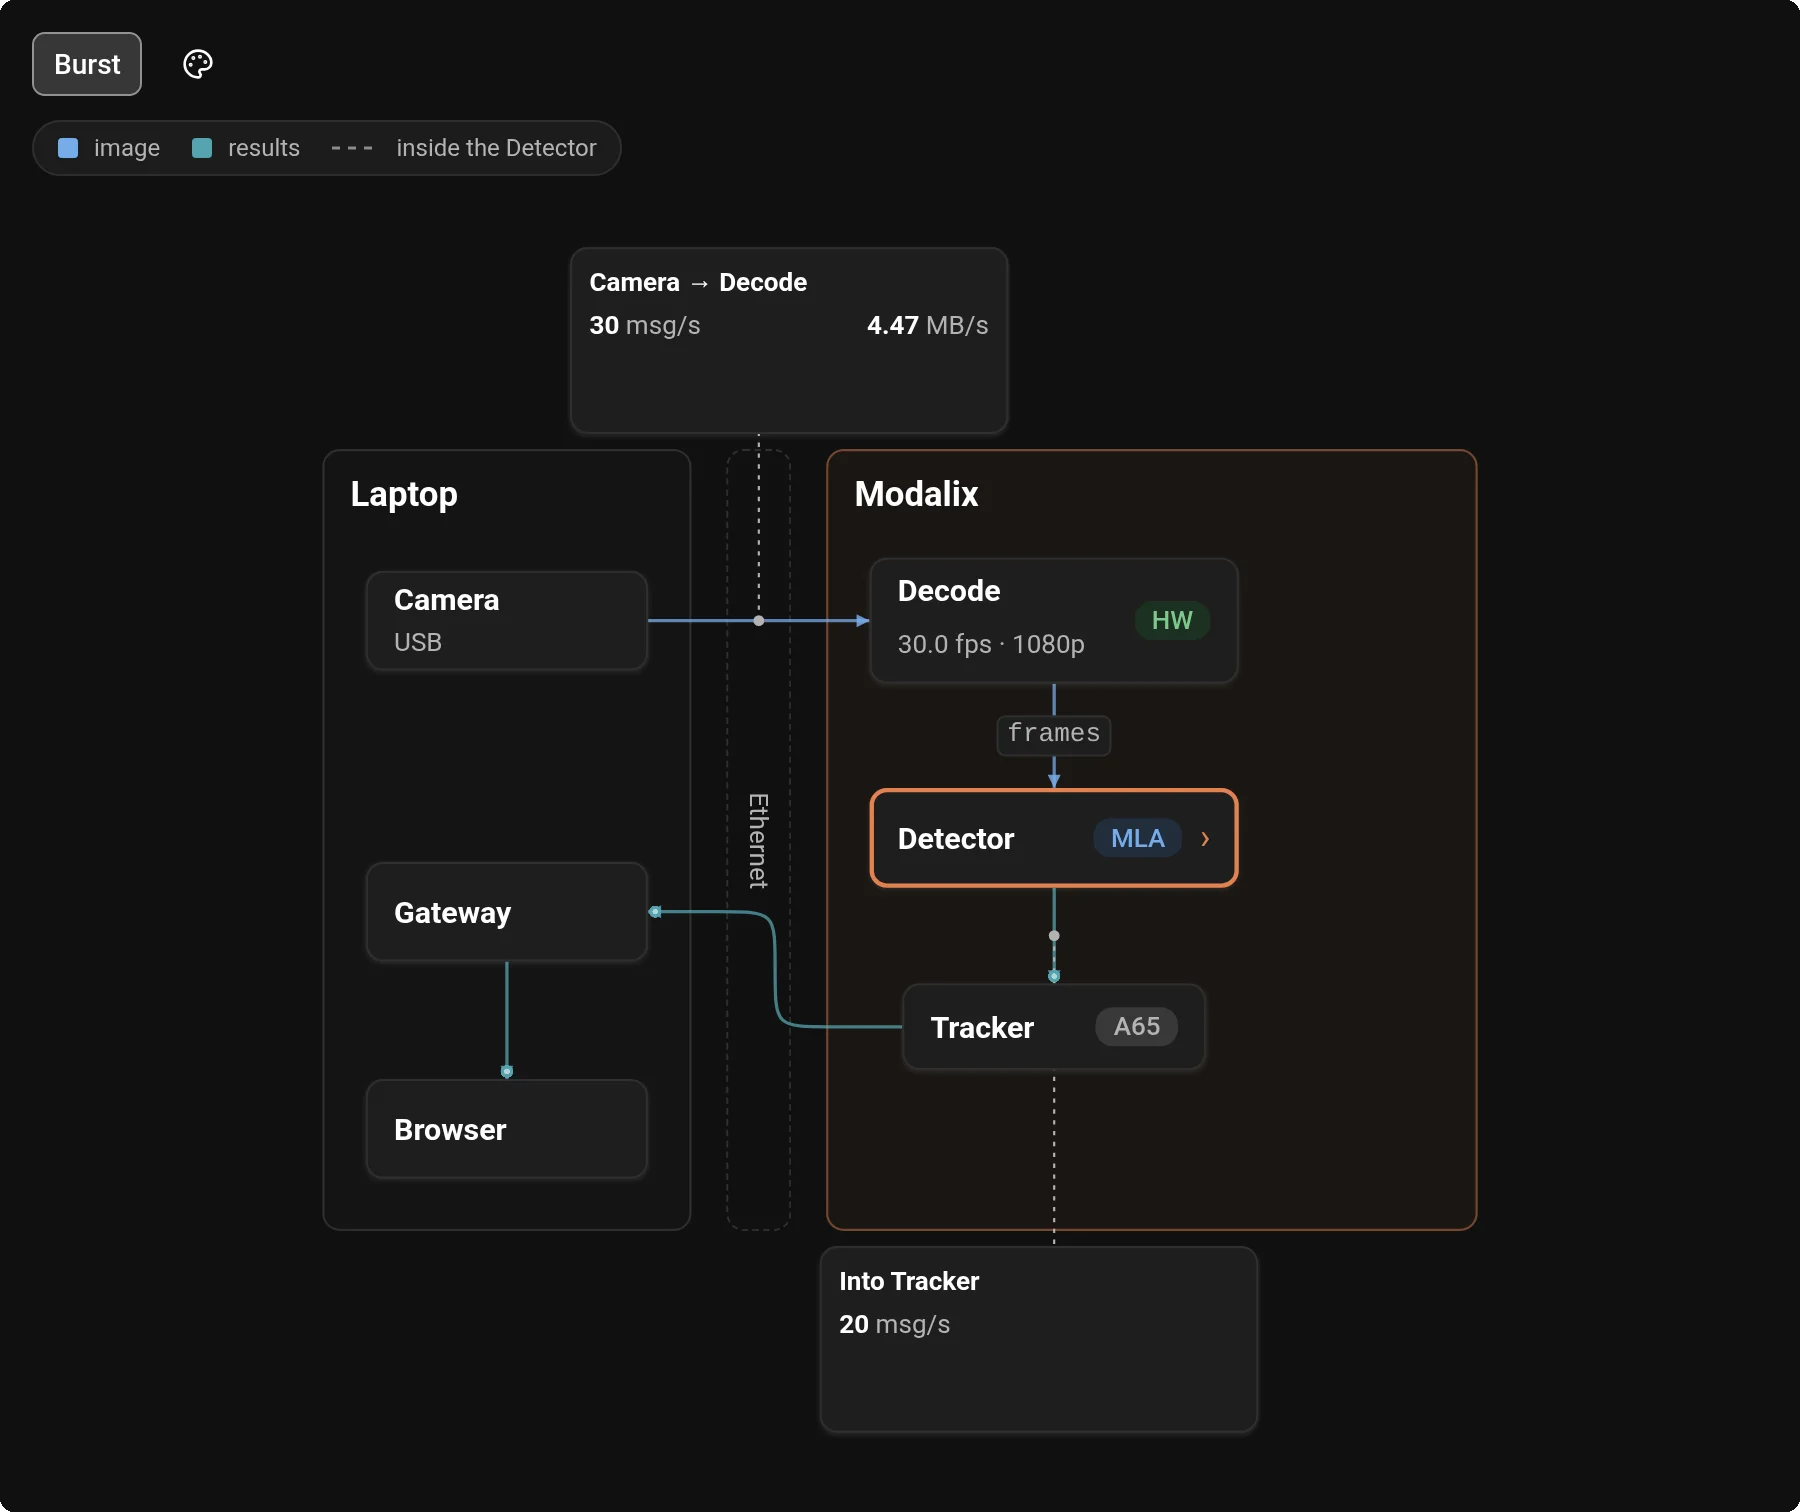 Burst
image results inside the Detector
Camera → Decode
30 msg/s 4.47 MB/s
Laptop
Modalix
Camera
USB
Decode
30.0 fps · 1080p
HW
frames
Ethernet
Detector
MLA ›
Gateway
Tracker
A65
Browser
Into Tracker
20 msg/s